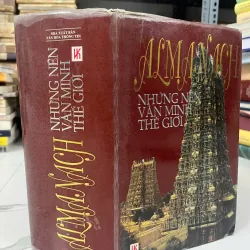 NHÀ XUẤT BẢN
VĂN HÓA THÔNG TIN
ALMANACH
NHỮNG NỀN
VĂN MINH
THẾ GIỚI
ALMANACH
NHỮNG NỀN
VĂN MINH
THẾ GIỚI